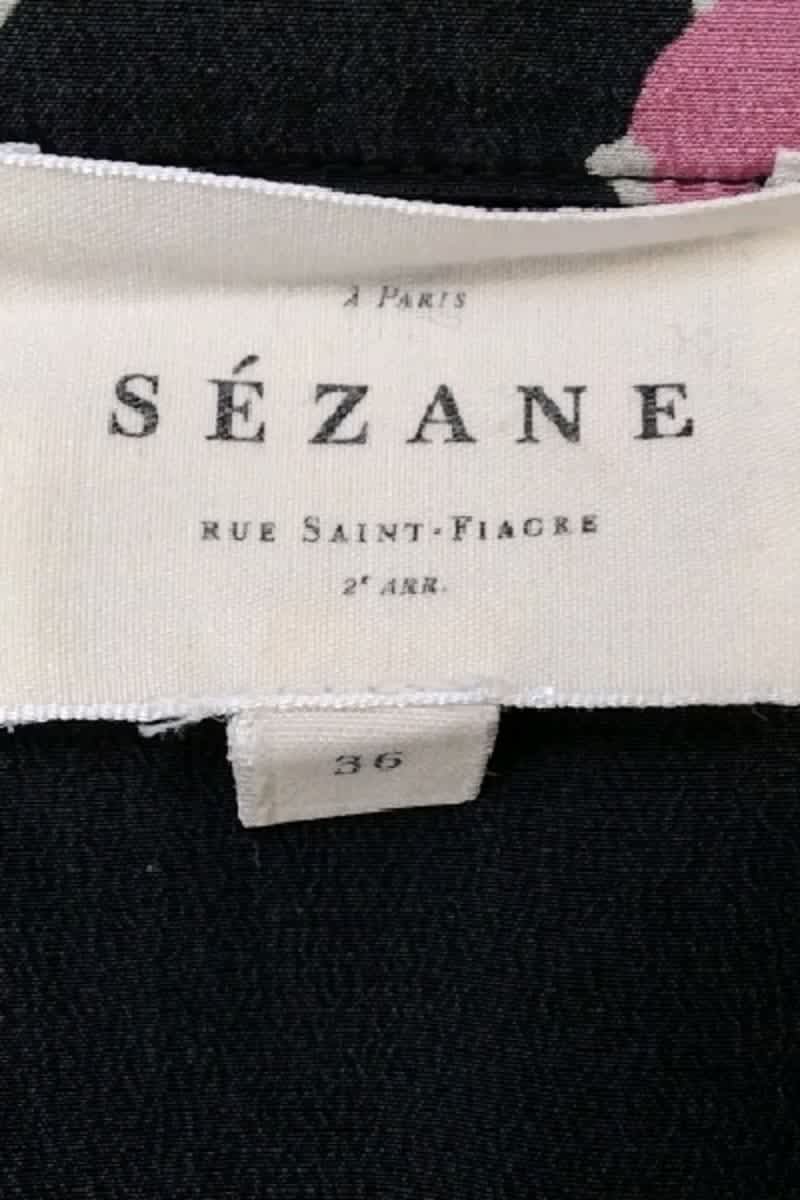 À PARIS
SÉZANE
RUE SAINT-FIACRE
2e ARR.
36